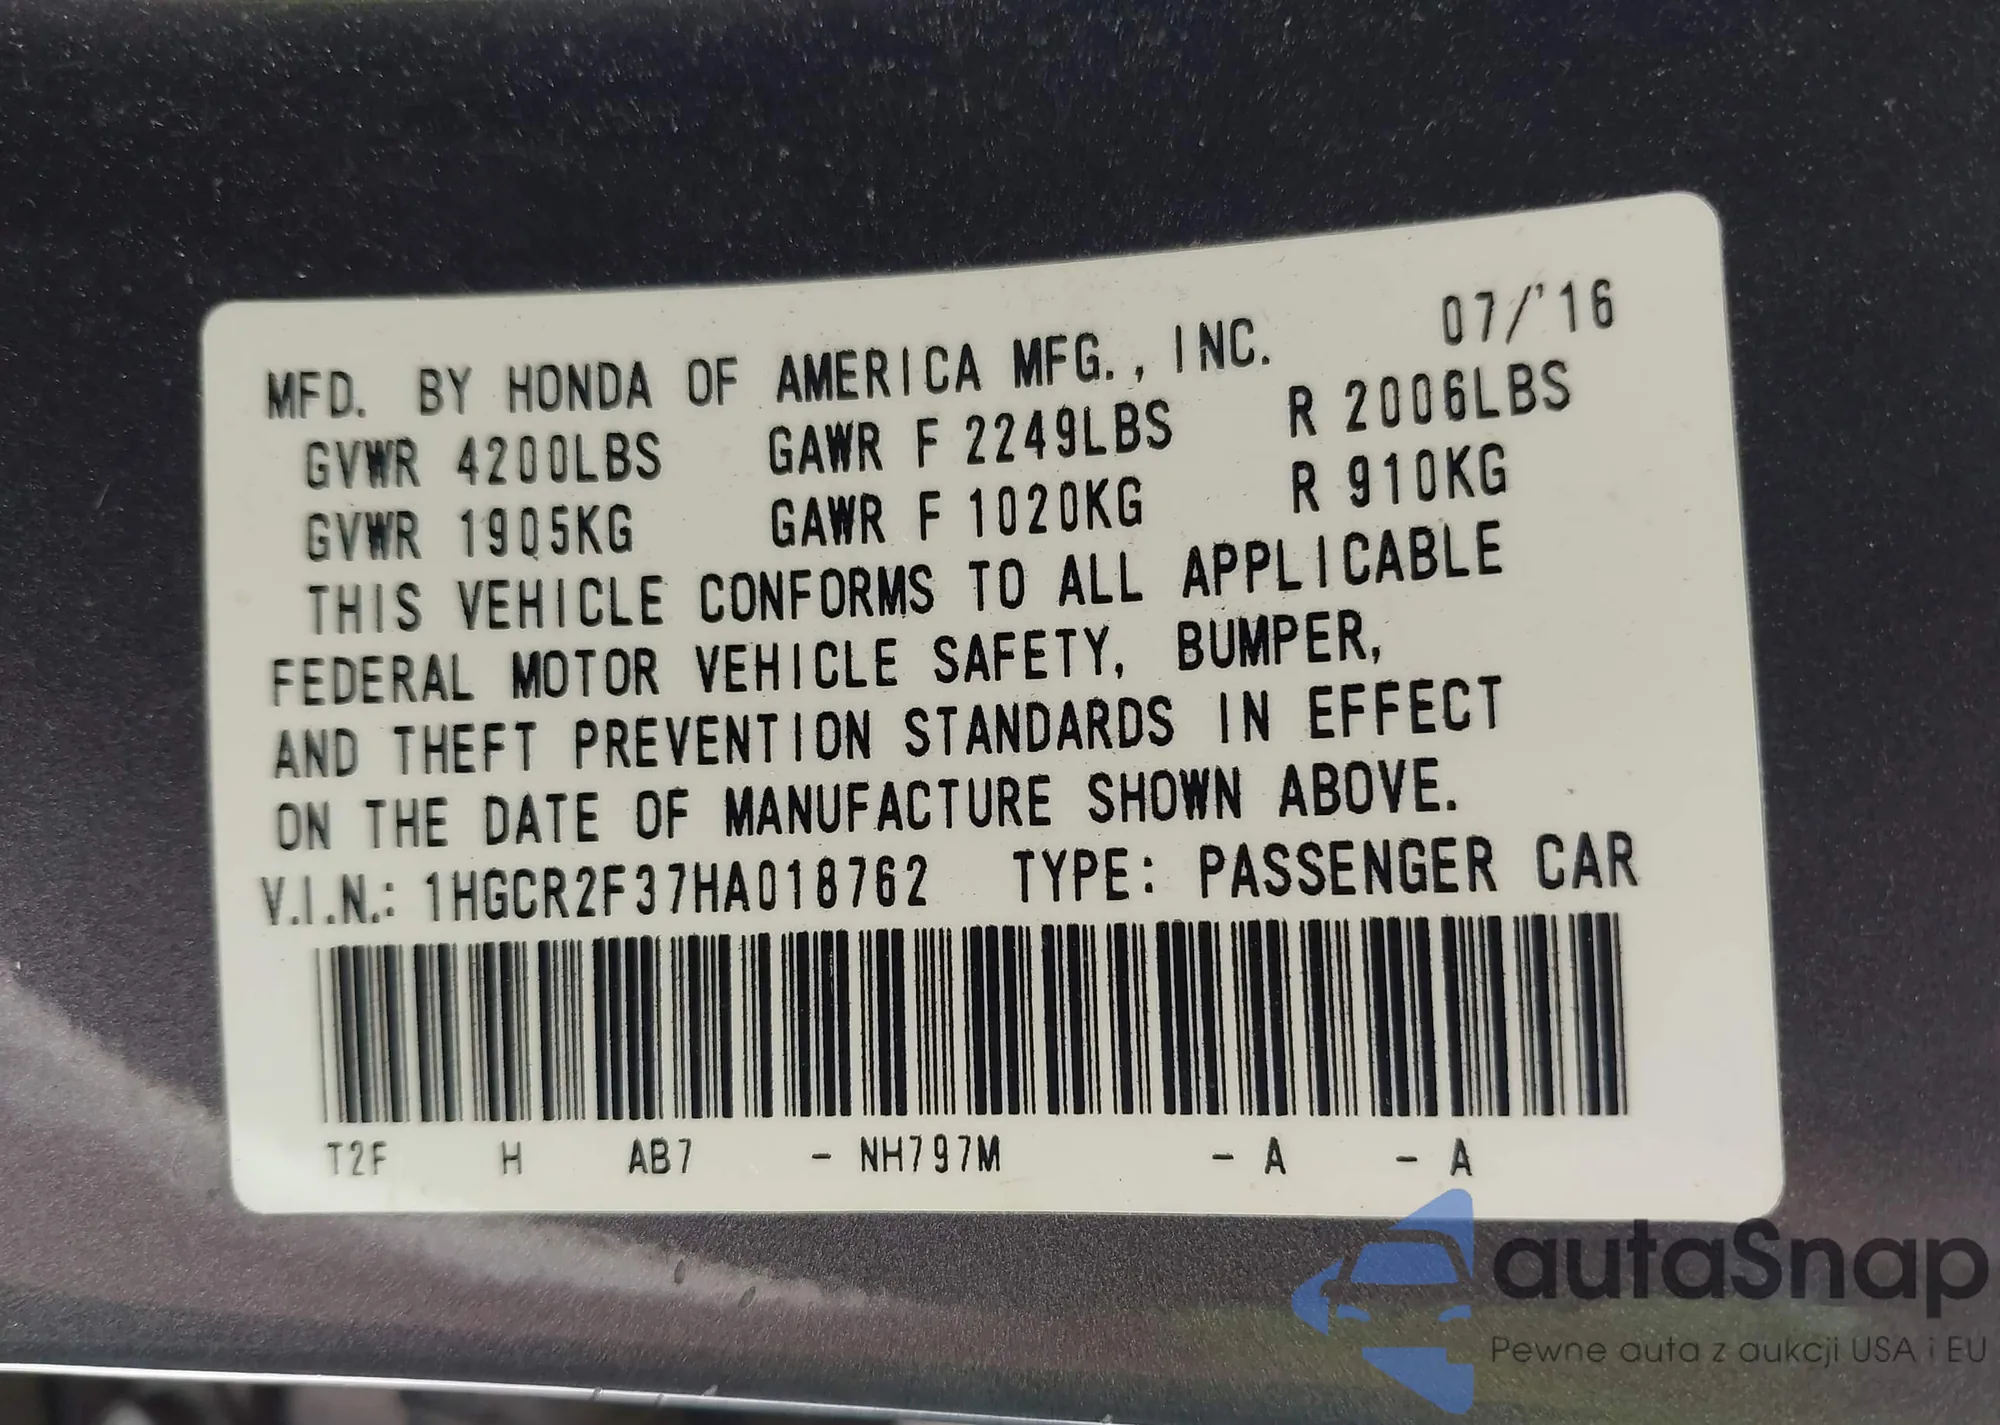 MFD. BY HONDA OF AMERICA MFG., INC. 07/'16
GVWR 4200LBS GAWR F 2249LBS R 2006LBS
GVWR 1905KG GAWR F 1020KG R 910KG
THIS VEHICLE CONFORMS TO ALL APPLICABLE
FEDERAL MOTOR VEHICLE SAFETY, BUMPER,
AND THEFT PREVENTION STANDARDS IN EFFECT
ON THE DATE OF MANUFACTURE SHOWN ABOVE.
V.I.N.: 1HGCR2F37HA018762 TYPE: PASSENGER CAR
T2F H AB7 - NH797M - A - A
autaSnap
Pewne auta z aukcji USA i EU